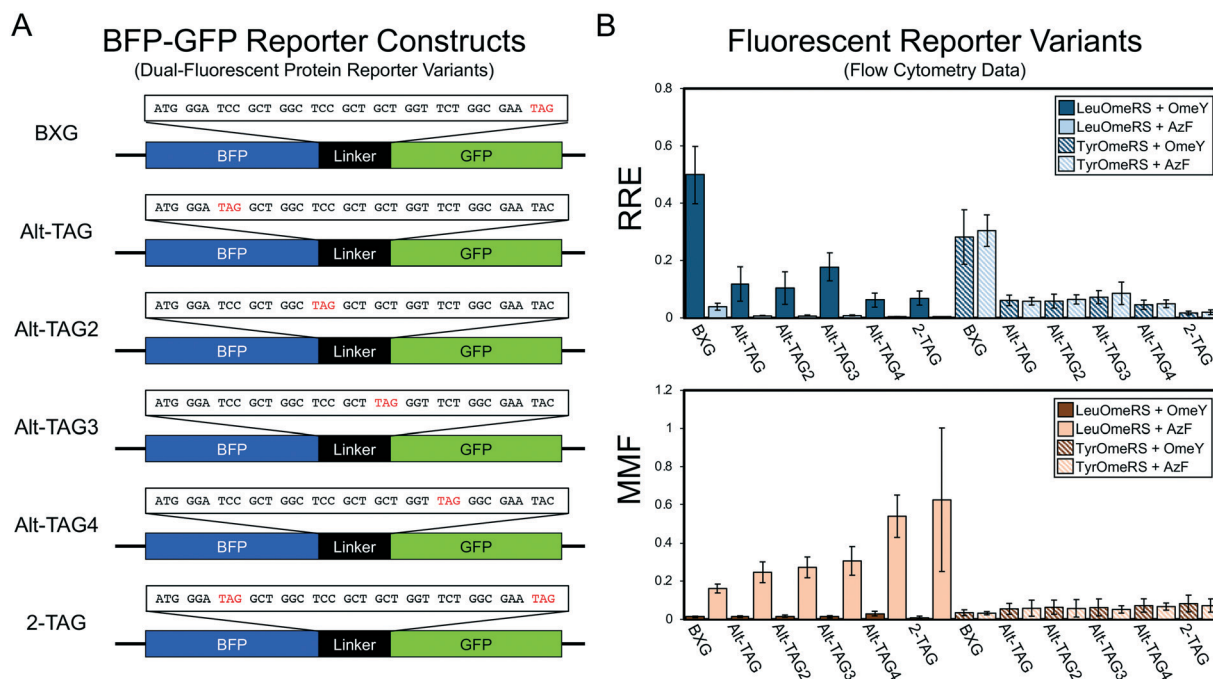 A
BFP-GFP Reporter Constructs
(Dual-Fluorescent Protein Reporter Variants)
BXG
ATG GGA TCC GCT GGC TCC GCT GCT GGT TCT GGC GAA TAG
BFP Linker GFP
Alt-TAG
ATG GGA TAG GCT GGC TCC GCT GCT GGT TCT GGC GAA TAC
BFP Linker GFP
Alt-TAG2
ATG GGA TCC GCT GGC TAG GCT GCT GGT TCT GGC GAA TAC
BFP Linker GFP
Alt-TAG3
ATG GGA TCC GCT GGC TCC GCT TAG GGT TCT GGC GAA TAC
BFP Linker GFP
Alt-TAG4
ATG GGA TCC GCT GGC TCC GCT GCT GGT TAG GGC GAA TAC
BFP Linker GFP
2-TAG
ATG GGA TAG GCT GGC TCC GCT GCT GGT TCT GGC GAA TAG
BFP Linker GFP
B
Fluorescent Reporter Variants
(Flow Cytometry Data)
RRE
0.8
0.6
0.4
0.2
0
LeuOmeRS + OmeY
LeuOmeRS + AzF
TyrOmeRS + OmeY
TyrOmeRS + AzF
BXG Alt-TAG Alt-TAG2 Alt-TAG3 Alt-TAG4 2-TAG BXG Alt-TAG Alt-TAG2 Alt-TAG3 Alt-TAG4 2-TAG
MMF
1.2
1
0.8
0.6
0.4
0.2
0
LeuOmeRS + OmeY
LeuOmeRS + AzF
TyrOmeRS + OmeY
TyrOmeRS + AzF
BXG Alt-TAG Alt-TAG2 Alt-TAG3 Alt-TAG4 2-TAG BXG Alt-TAG Alt-TAG2 Alt-TAG3 Alt-TAG4 2-TAG